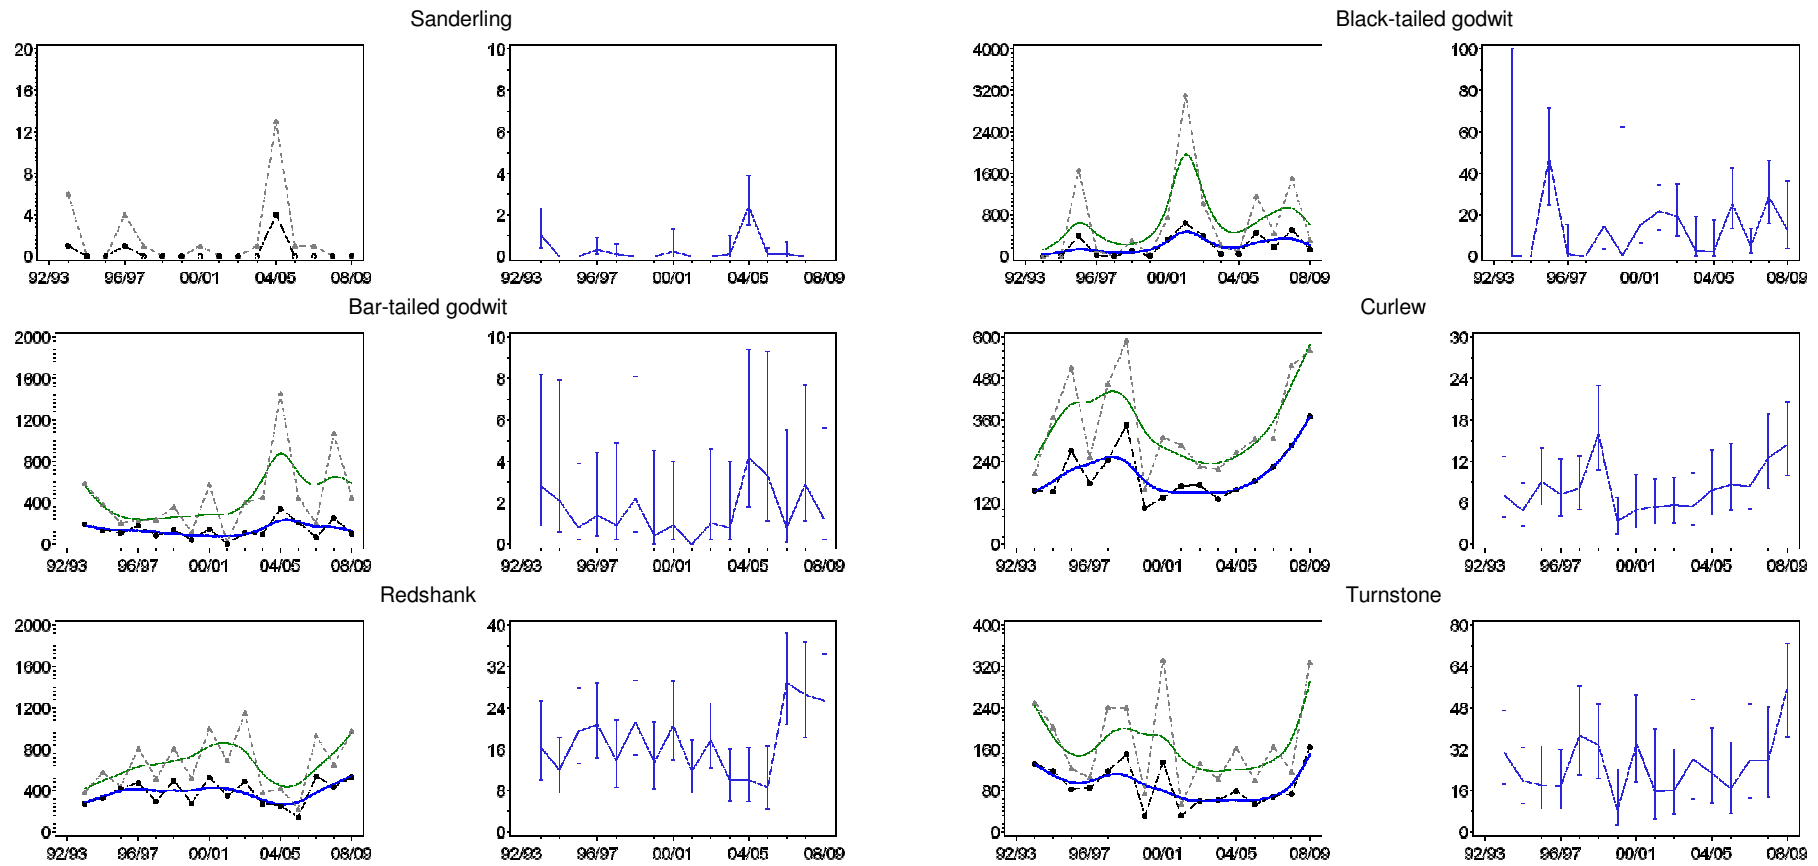 Sanderling Black-tailed godwit
20 10 4000 100
16 8 3200 80
12 6 2400 60
8 4 1600 40
4 2 800 20
0 0 0 0
92/93 96/97 00/01 04/05 08/09 92/93 96/97 00/01 04/05 08/09 92/93 96/97 00/01 04/05 08/09 92/93 96/97 00/01 04/05 08/09
Bar-tailed godwit Curlew
2000 10 600 30
1600 8 480 24
1200 6 360 18
800 4 240 12
400 2 120 6
0 0 0 0
92/93 96/97 00/01 04/05 08/09 92/93 96/97 00/01 04/05 08/09 92/93 96/97 00/01 04/05 08/09 92/93 96/97 00/01 04/05 08/09
Redshank Turnstone
2000 40 400 80
1600 32 320 64
1200 24 240 48
800 16 160 32
400 8 80 16
0 0 0 0
92/93 96/97 00/01 04/05 08/09 92/93 96/97 00/01 04/05 08/09 92/93 96/97 00/01 04/05 08/09 92/93 96/97 00/01 04/05 08/09